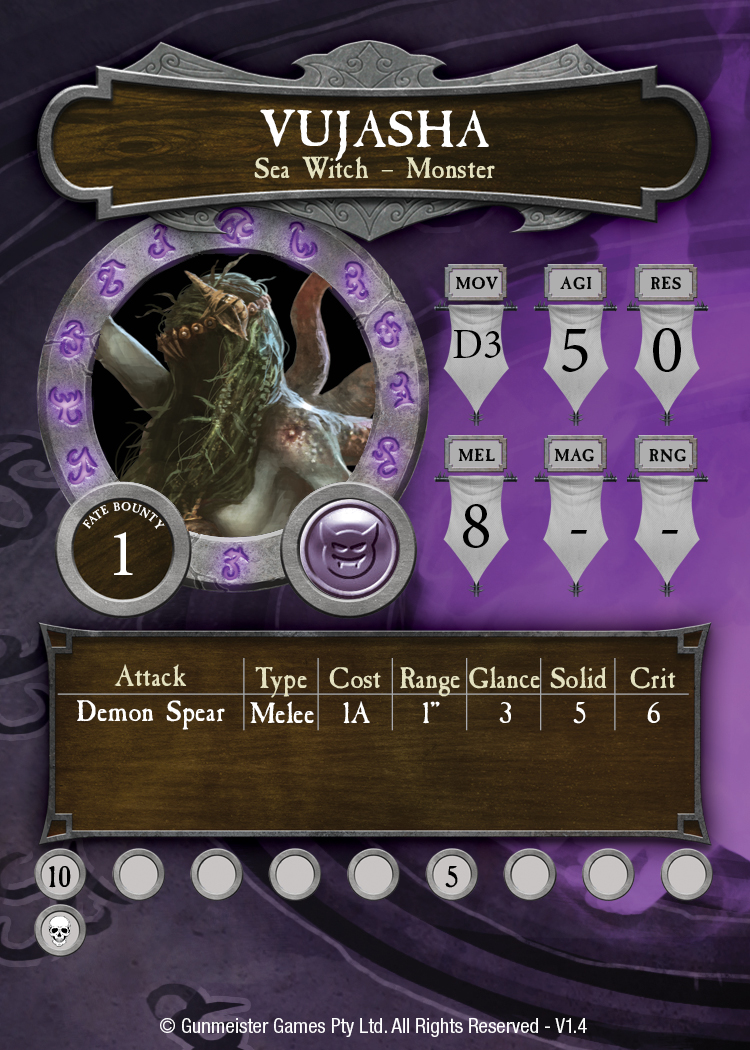 VUJASHA
Sea Witch – Monster
MOV AGI RES
D3 5 0
MEL MAG RNG
8 - -
FATE BOUNTY
1
Attack Type Cost Range Glance Solid Crit
Demon Spear Melee 1A 1” 3 5 6
10 5
© Gunmeister Games Pty Ltd. All Rights Reserved - V1.4